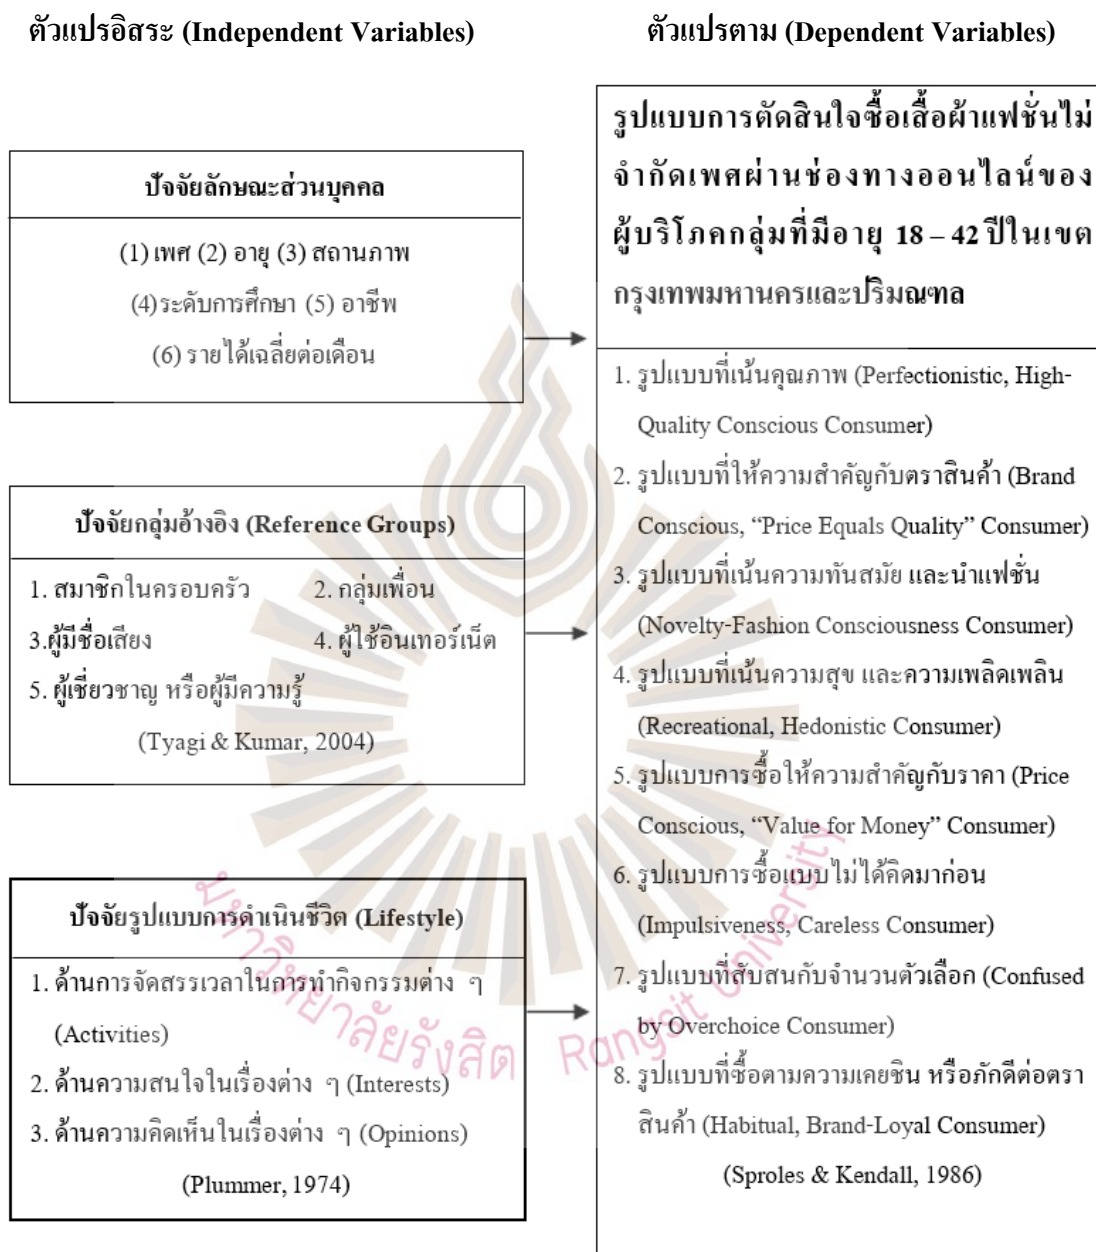 ตัวแปรอิสระ (Independent Variables)
ตัวแปรตาม (Dependent Variables)
ปัจจัยลักษณะส่วนบุคคล
(1) เพศ (2) อายุ (3) สถานภาพ
(4)ระดับการศึกษา (5) อาชีพ
(6) รายได้เฉลี่ยต่อเดือน
ปัจจัยกลุ่มอ้างอิง (Reference Groups)
1. สมาชิกในครอบครัว 2. กลุ่มเพื่อน
3.ผู้มีชื่อเสียง 4. ผู้ใช้อินเทอร์เน็ต
5. ผู้เชี่ยวชาญ หรือผู้มีความรู้
(Tyagi & Kumar, 2004)
ปัจจัยรูปแบบการดำเนินชีวิต (Lifestyle)
1. ด้านการจัดสรรเวลาในการทำกิจกรรมต่าง ๆ
(Activities)
2. ด้านความสนใจในเรื่องต่าง ๆ (Interests)
3. ด้านความคิดเห็นในเรื่องต่าง ๆ (Opinions)
(Plummer, 1974)
รูปแบบการตัดสินใจซื้อเสื้อผ้าแฟชั่นไม่
จำกัดเพศผ่านช่องทางออนไลน์ของ
ผู้บริโภคกลุ่มที่มีอายุ 18 – 42 ปีในเขต
กรุงเทพมหานครและปริมณฑล
1. รูปแบบที่เน้นคุณภาพ (Perfectionistic, High-
Quality Conscious Consumer)
2. รูปแบบที่ให้ความสำคัญกับตราสินค้า (Brand
Conscious, “Price Equals Quality” Consumer)
3. รูปแบบที่เน้นความทันสมัย และนำแฟชั่น
(Novelty-Fashion Consciousness Consumer)
4. รูปแบบที่เน้นความสุข และความเพลิดเพลิน
(Recreational, Hedonistic Consumer)
5. รูปแบบการซื้อให้ความสำคัญกับราคา (Price
Conscious, “Value for Money” Consumer)
6. รูปแบบการซื้อแบบไม่ได้คิดมาก่อน
(Impulsiveness, Careless Consumer)
7. รูปแบบที่สับสนกับจำนวนตัวเลือก (Confused
by Overchoice Consumer)
8. รูปแบบที่ซื้อตามความเคยชิน หรือภักดีต่อตรา
สินค้า (Habitual, Brand-Loyal Consumer)
(Sproles & Kendall, 1986)
มหาวิทยาลัยรังสิต Rangsit University